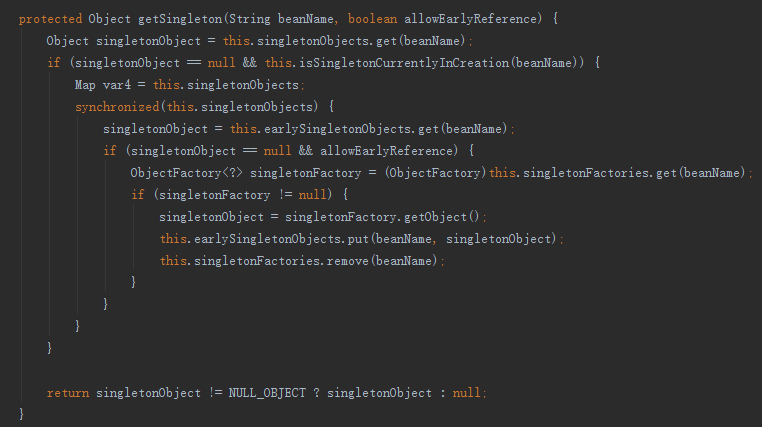 protected Object getSingleton(String beanName, boolean allowEarlyReference) {
    Object singletonObject = this.singletonObjects.get(beanName);
    if (singletonObject == null && this.isSingletonCurrentlyInCreation(beanName)) {
        Map var4 = this.singletonObjects;
        synchronized(this.singletonObjects) {
            singletonObject = this.earlySingletonObjects.get(beanName);
            if (singletonObject == null && allowEarlyReference) {
                ObjectFactory<?> singletonFactory = (ObjectFactory)this.singletonFactories.get(beanName);
                if (singletonFactory != null) {
                    singletonObject = singletonFactory.getObject();
                    this.earlySingletonObjects.put(beanName, singletonObject);
                    this.singletonFactories.remove(beanName);
                }
            }
        }
    }

    return singletonObject != NULL_OBJECT ? singletonObject : null;
}